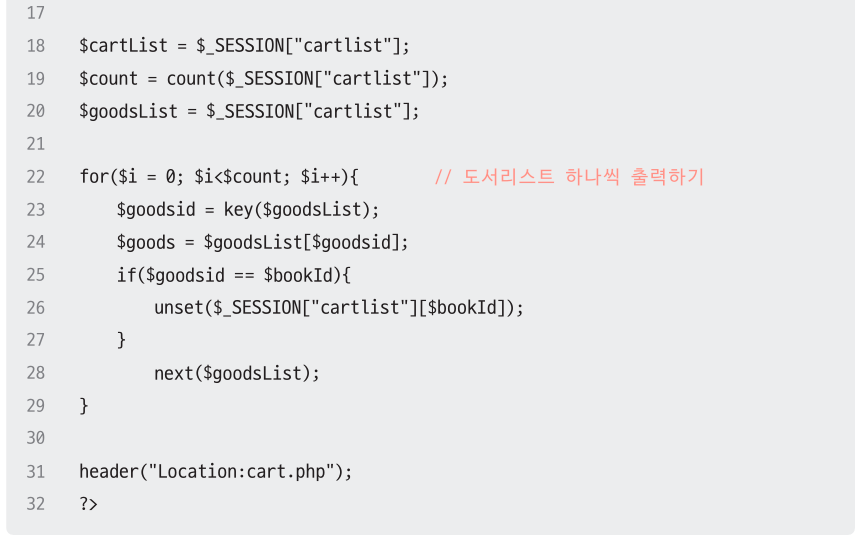 17
18 $cartList = $_SESSION["cartlist"];
19 $count = count($_SESSION["cartlist"]);
20 $goodsList = $_SESSION["cartlist"];
21
22 for($i = 0; $i<$count; $i++){ // 도서리스트 하나씩 출력하기
23 $goodsid = key($goodsList);
24 $goods = $goodsList[$goodsid];
25 if($goodsid == $bookId){
26 unset($_SESSION["cartlist"][$bookId]);
27 }
28 next($goodsList);
29 }
30
31 header("Location:cart.php");
32 ?>